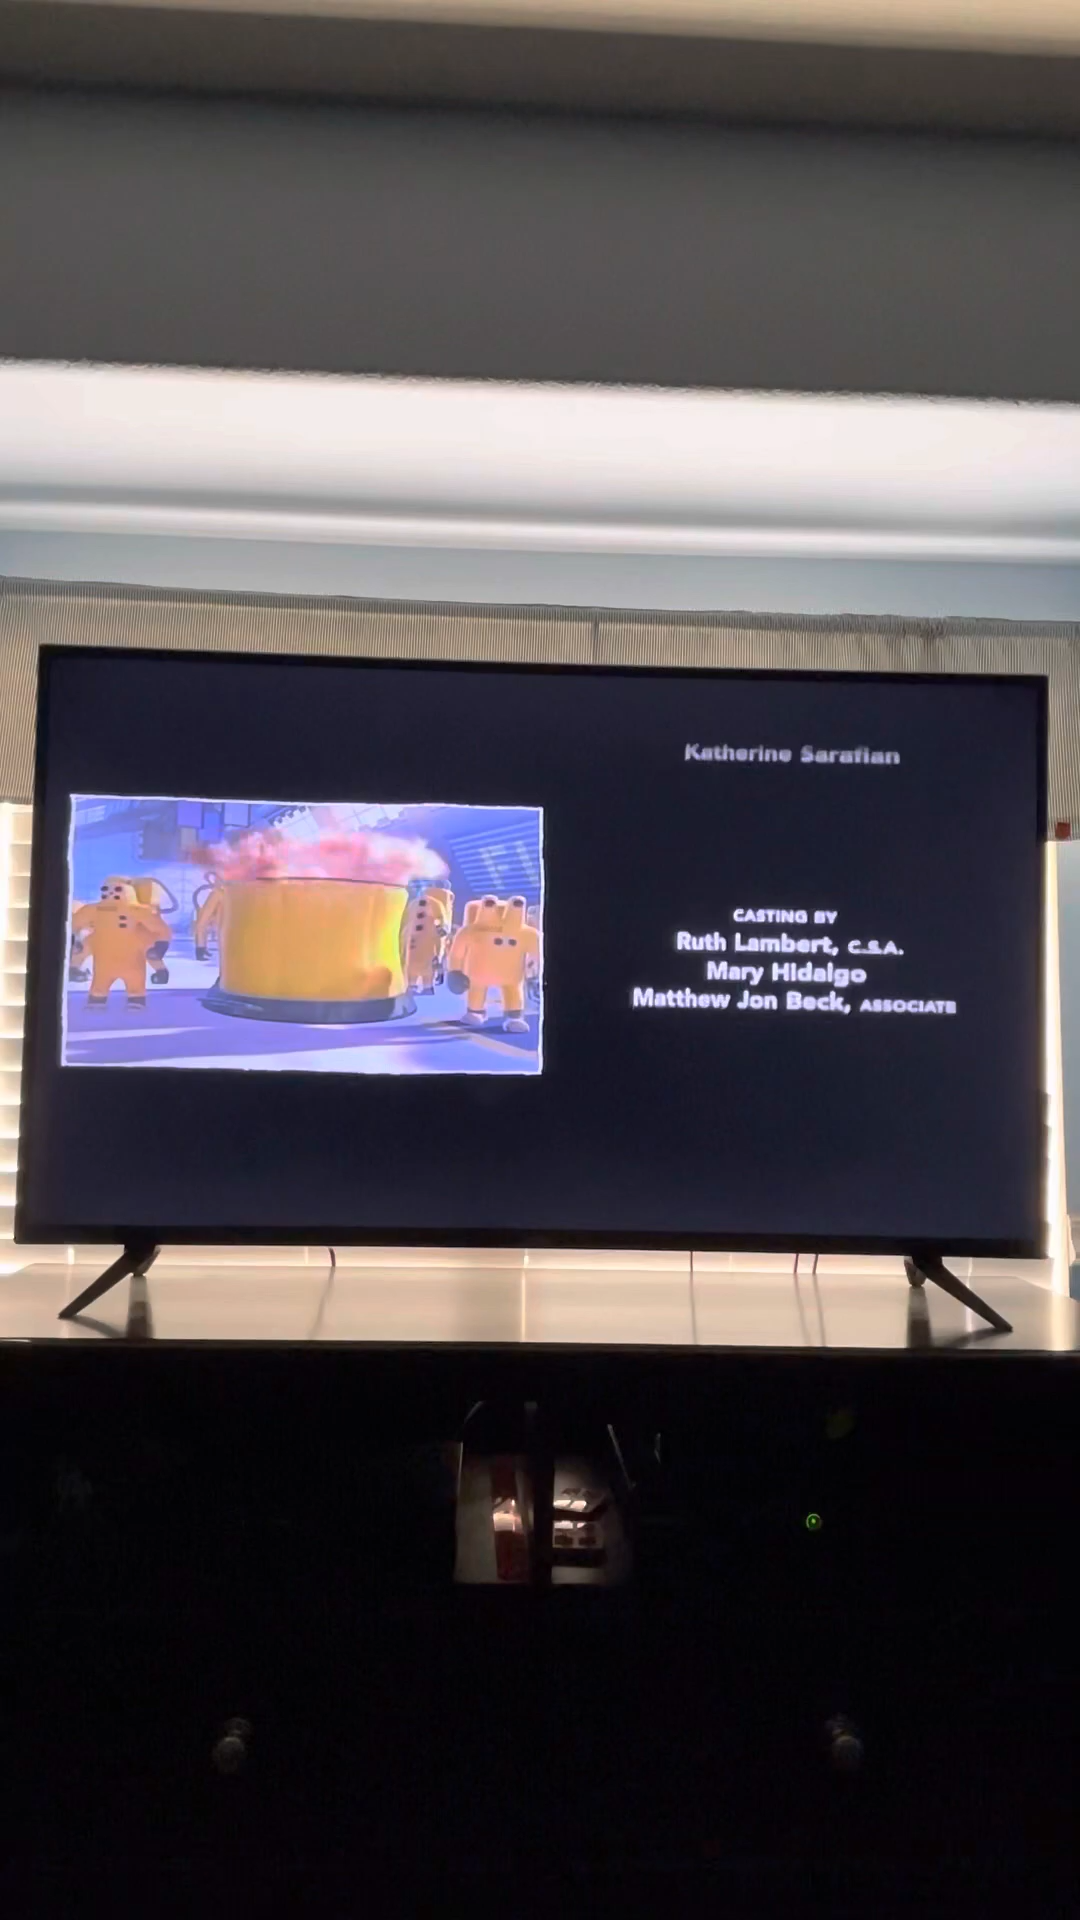 Katherine Sarafian
CASTING BY
Ruth Lambert, C.S.A.
Mary Hidalgo
Matthew Jon Beck, ASSOCIATE